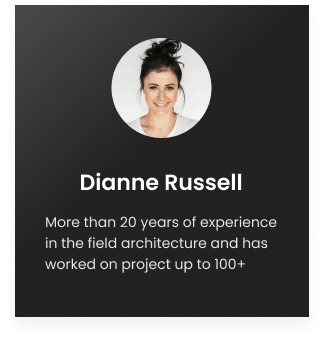 Dianne Russell
More than 20 years of experience
in the field architecture and has
worked on project up to 100+